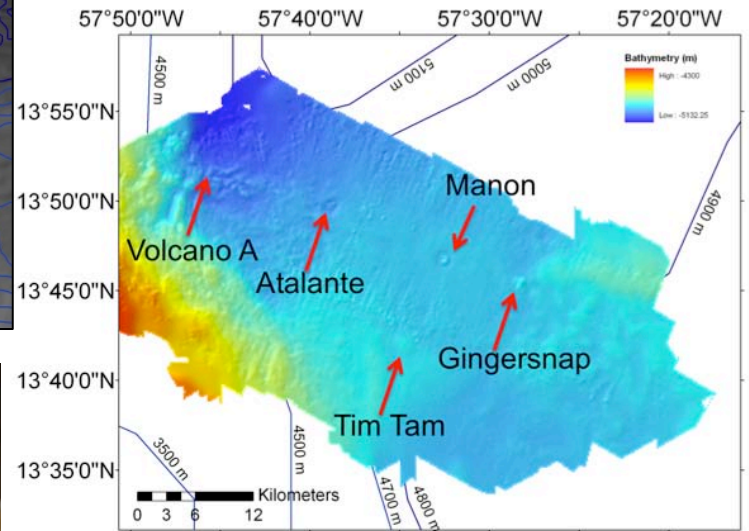 57°50'0"W 57°40'0"W 57°30'0"W 57°20'0"W
4500 m
5100 m
5000 m
Bathymetry (m)
High : -4300
Low : -5132.25
13°55'0"N
13°50'0"N
Manon
4900 m
Volcano A
Atalante
13°45'0"N
Gingersnap
13°40'0"N
Tim Tam
3500 m
4500 m
13°35'0"N
4700 m
4800 m
Kilometers
0 3 6 12